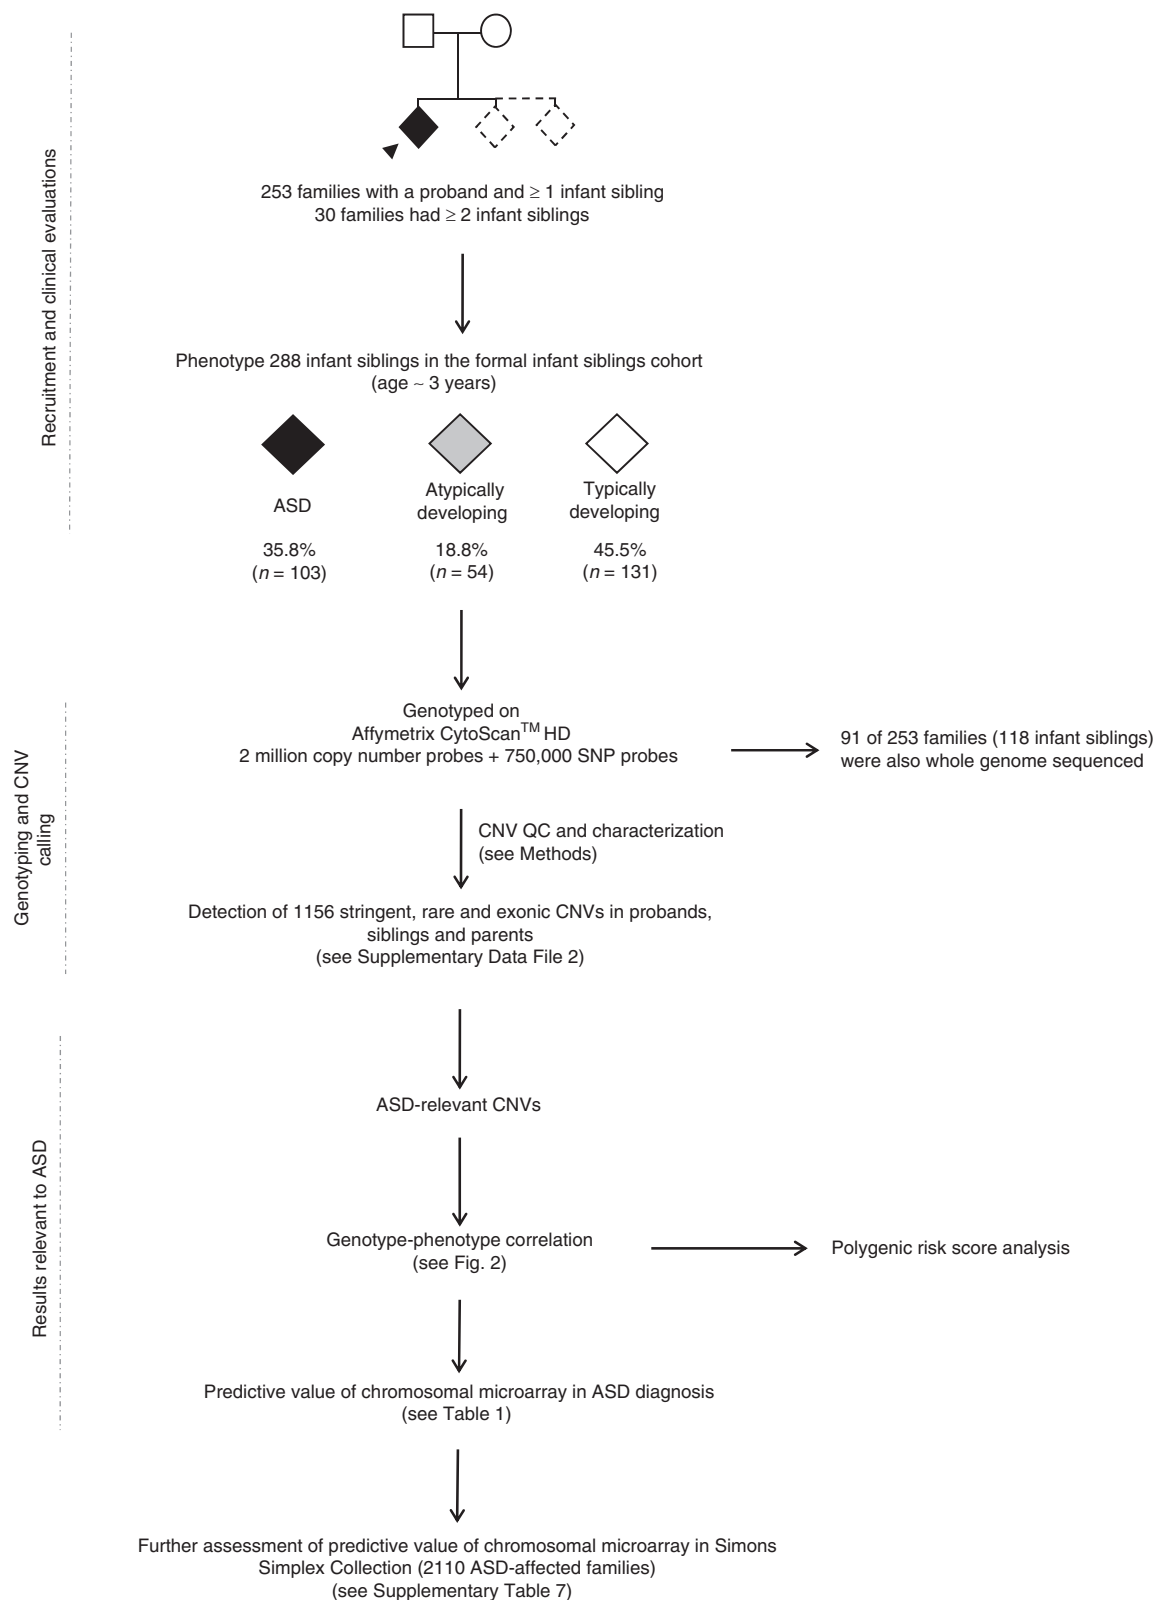 Recruitment and clinical evaluations
253 families with a proband and ≥ 1 infant sibling
30 families had ≥ 2 infant siblings
Phenotype 288 infant siblings in the formal infant siblings cohort
(age ~ 3 years)
ASD
35.8%
(n = 103)
Atypically
developing
18.8%
(n = 54)
Typically
developing
45.5%
(n = 131)
Genotyping and CNV
calling
Genotyped on
Affymetrix CytoScan™ HD
2 million copy number probes + 750,000 SNP probes
91 of 253 families (118 infant siblings)
were also whole genome sequenced
CNV QC and characterization
(see Methods)
Detection of 1156 stringent, rare and exonic CNVs in probands,
siblings and parents
(see Supplementary Data File 2)
Results relevant to ASD
ASD-relevant CNVs
Genotype-phenotype correlation
(see Fig. 2)
Polygenic risk score analysis
Predictive value of chromosomal microarray in ASD diagnosis
(see Table 1)
Further assessment of predictive value of chromosomal microarray in Simons
Simplex Collection (2110 ASD-affected families)
(see Supplementary Table 7)